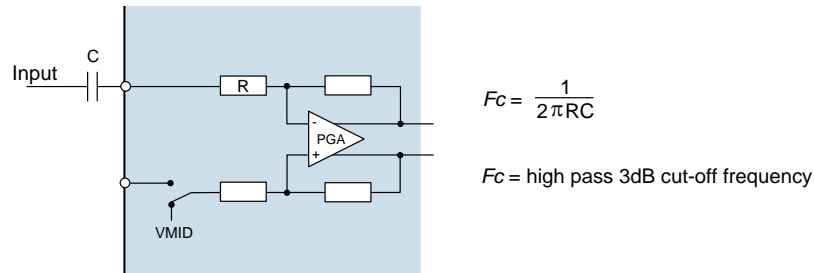 C
Input
R
-
PGA
+
VMID
Fc = 1
2πRC
Fc = high pass 3dB cut-off frequency